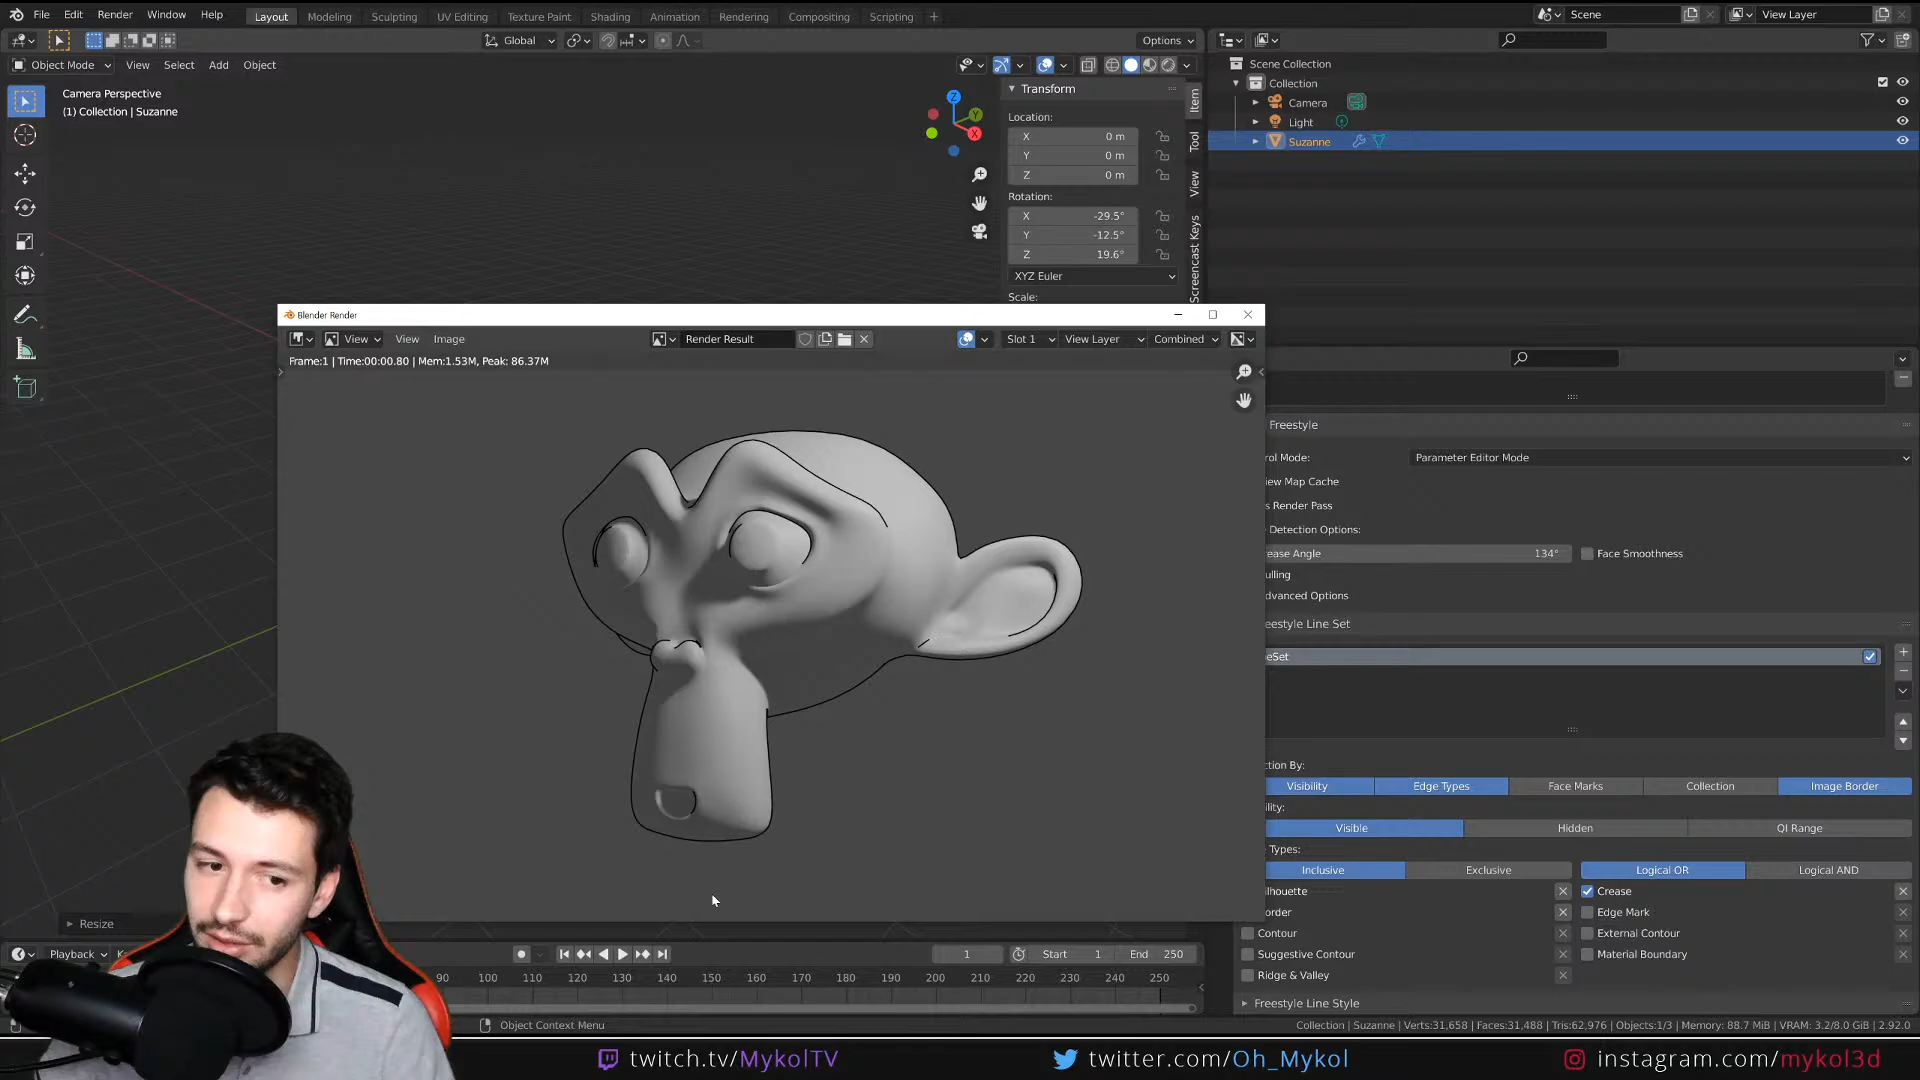 File Edit Render Window Help
Layout Modeling Sculpting UV Editing Texture Paint Shading Animation Rendering Compositing Scripting +
Scene
View Layer
Global
Options
Object Mode View Select Add Object
Camera Perspective
(1) Collection | Suzanne
Z
Y
X
Transform
Location:
X 0 m
Y 0 m
Z 0 m
Rotation:
X -29.5°
Y -12.5°
Z 19.6°
XYZ Euler
Scale:
Item
Tool
View
Screencast Keys
Scene Collection
Collection
Camera
Light
Suzanne
Blender Render
View View Image
Render Result
Slot 1 View Layer Combined
Frame:1 | Time:00:00.80 | Mem:1.53M, Peak: 86.37M
Freestyle
rol Mode: Parameter Editor Mode
iew Map Cache
s Render Pass
Detection Options:
rease Angle 134° Face Smoothness
ulling
dvanced Options
eestyle Line Set
eSet
ction By:
Visibility Edge Types Face Marks Collection Image Border
ility:
Visible Hidden QI Range
Types:
Inclusive Exclusive Logical OR Logical AND
ilhouette Crease
order Edge Mark
Contour External Contour
Suggestive Contour Material Boundary
Ridge & Valley
Freestyle Line Style
Resize
Playback
1 Start 1 End 250
90 100 110 120 130 140 150 160 170 180 190 200 210 220 230 240 250
Object Context Menu
Collection | Suzanne | Verts:31,658 | Faces:31,488 | Tris:62,976 | Objects:1/3 | Memory: 88.7 MiB | VRAM: 3.2/8.0 GiB | 2.92.0
twitch.tv/MykolTV twitter.com/Oh_Mykol instagram.com/mykol3d